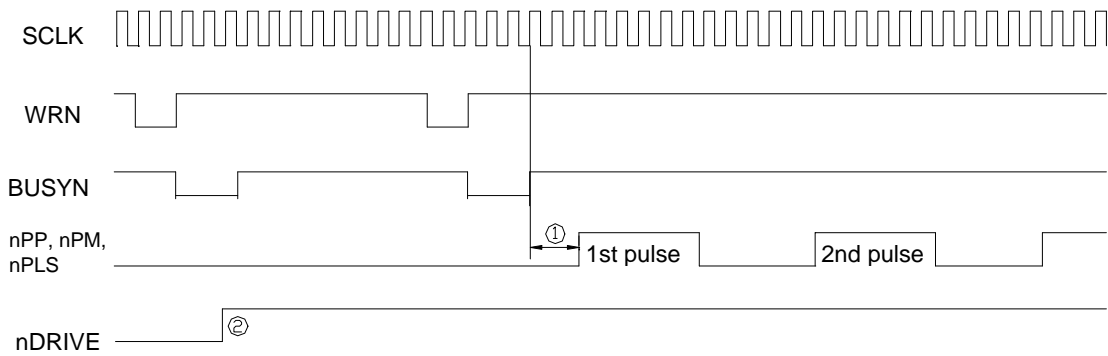 SCLK
WRN
BUSYN
nPP, nPM,
nPLS
①
1st pulse
2nd pulse
nDRIVE
②